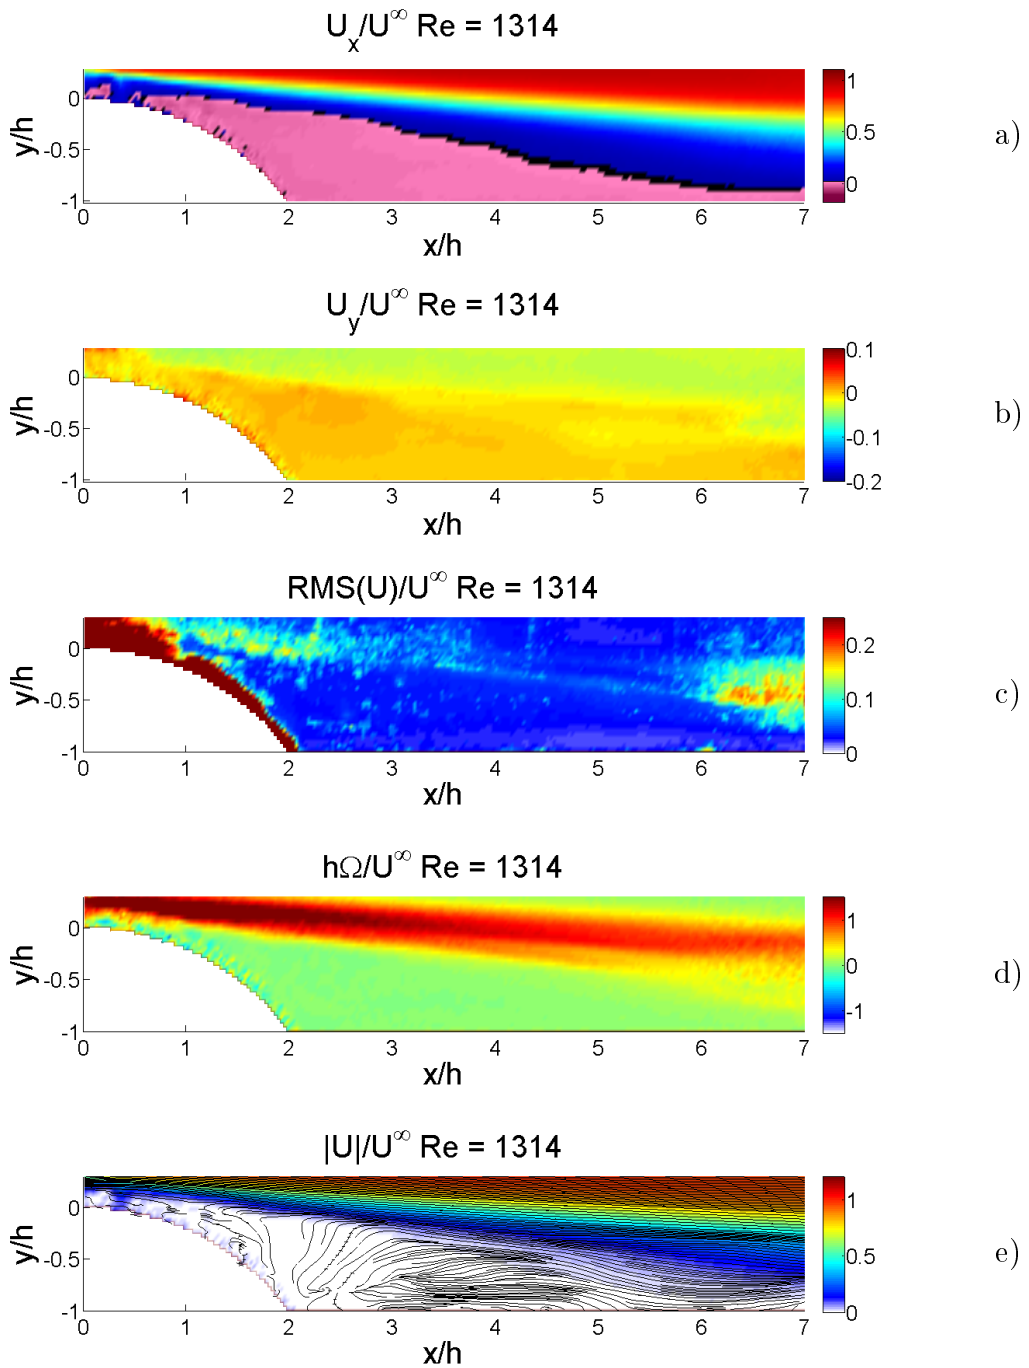 U_x/U^∞ Re = 1314
y/h
0
-0.5
-1
0 1 2 3 4 5 6 7
x/h
1
0.5
0
0
a)
U_y/U^∞ Re = 1314
y/h
0
-0.5
-1
0 1 2 3 4 5 6 7
x/h
0.1
0
-0.1
-0.2
b)
RMS(U)/U^∞ Re = 1314
y/h
0
-0.5
-1
0 1 2 3 4 5 6 7
x/h
0.2
0.1
0
c)
hΩ/U^∞ Re = 1314
y/h
0
-0.5
-1
0 1 2 3 4 5 6 7
x/h
1
0
-1
d)
|U|/U^∞ Re = 1314
y/h
0
-0.5
-1
0 1 2 3 4 5 6 7
x/h
1
0.5
0
e)